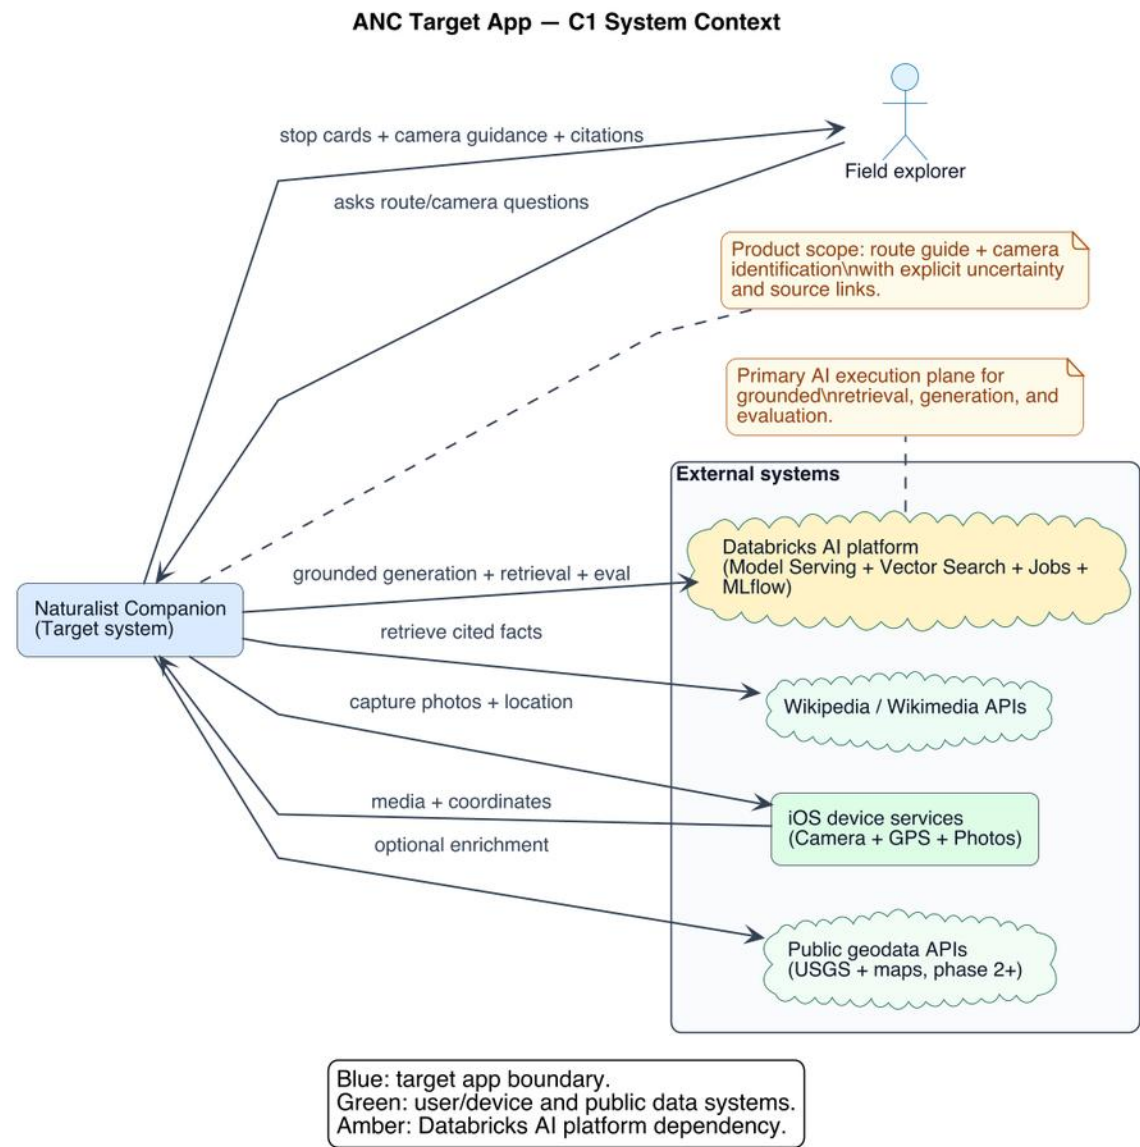 ANC Target App — C1 System Context
stop cards + camera guidance + citations
Field explorer
asks route/camera questions
Product scope: route guide + camera
identification\nwith explicit uncertainty
and source links.
Primary AI execution plane for
grounded\nretrieval, generation, and
evaluation.
External systems
Databricks AI platform
(Model Serving + Vector Search + Jobs +
MLflow)
grounded generation + retrieval + eval
Naturalist Companion
(Target system)
retrieve cited facts
Wikipedia / Wikimedia APIs
capture photos + location
media + coordinates
iOS device services
(Camera + GPS + Photos)
optional enrichment
Public geodata APIs
(USGS + maps, phase 2+)
Blue: target app boundary.
Green: user/device and public data systems.
Amber: Databricks AI platform dependency.